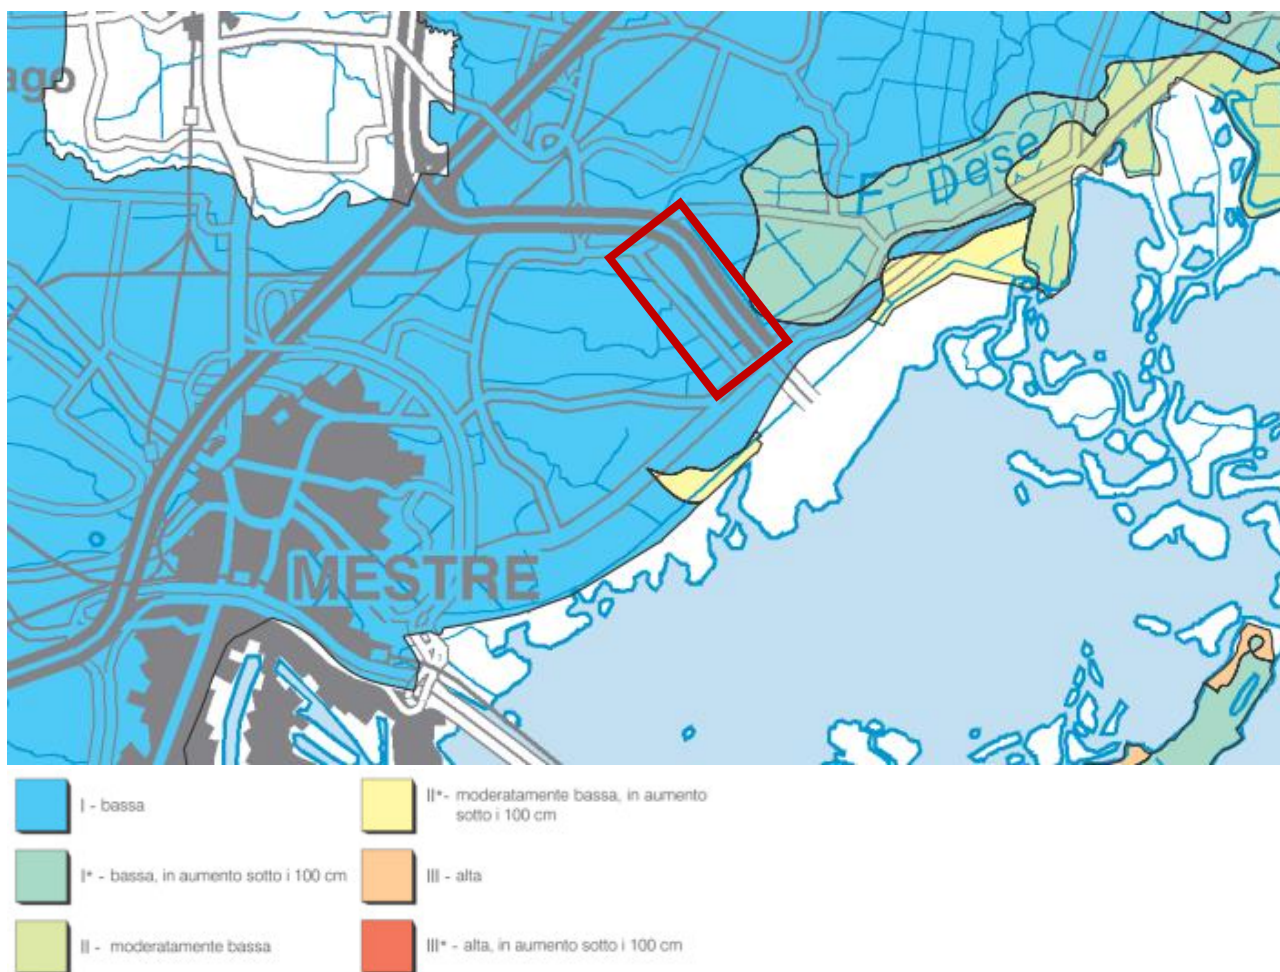 ago
F. Dese
MESTRE
I - bassa
I* - bassa, in aumento sotto i 100 cm
II - moderatamente bassa
II*- moderatamente bassa, in aumento
sotto i 100 cm
III - alta
III* - alta, in aumento sotto i 100 cm